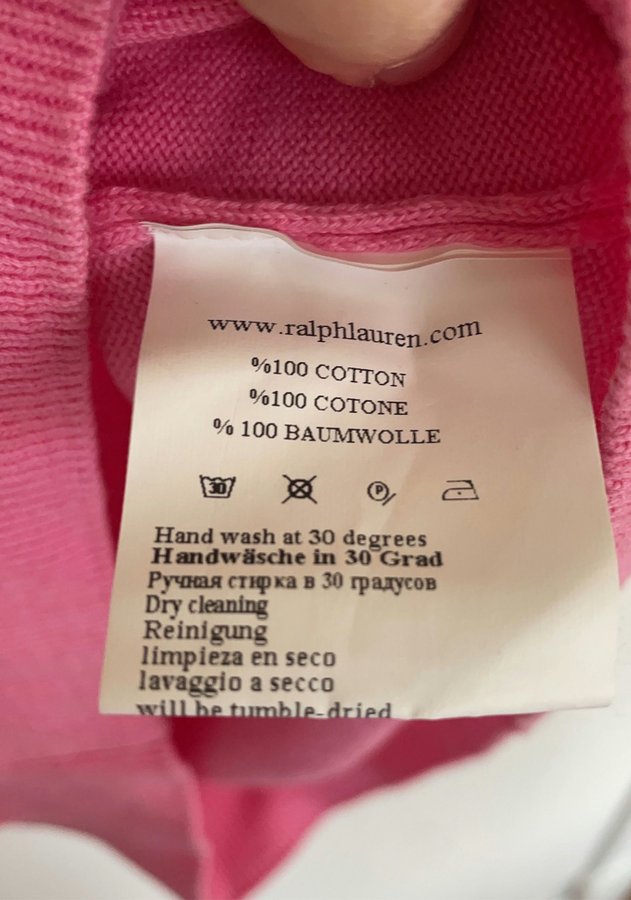 www.ralphlauren.com
%100 COTTON
%100 COTONE
% 100 BAUMWOLLE
30 P
Hand wash at 30 degrees
Handwäsche in 30 Grad
Ручная стирка в 30 градусов
Dry cleaning
Reinigung
limpieza en seco
lavaggio a secco
will be tumble-dried